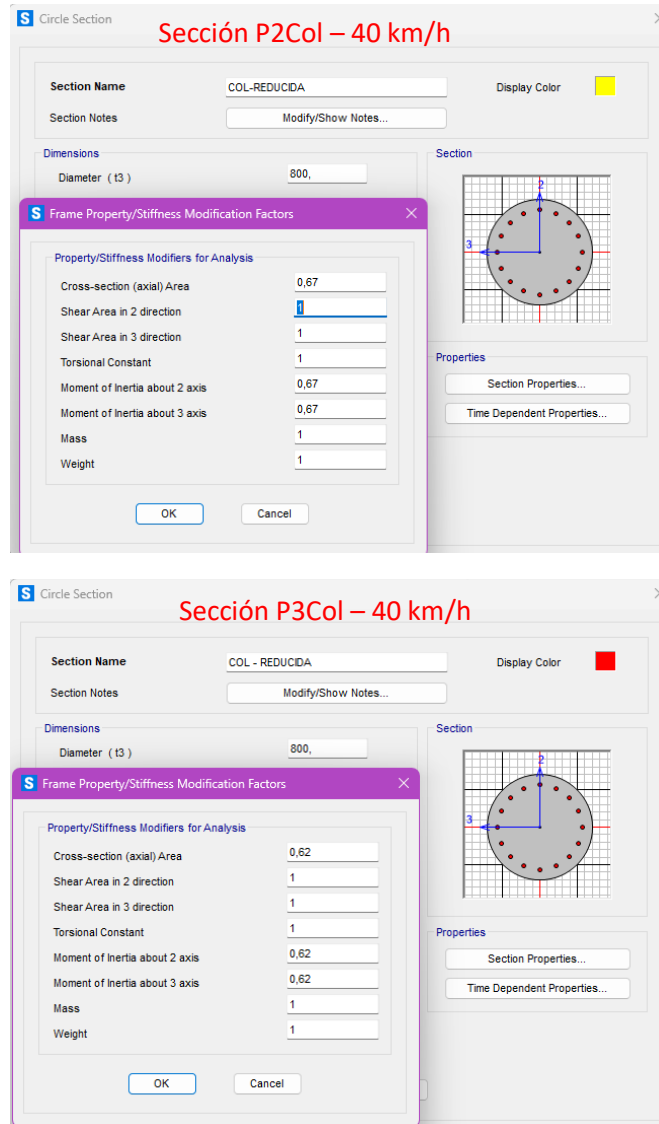 S Circle Section
Sección P2Col – 40 km/h
Section Name COL-REDUCIDA Display Color
Section Notes Modify/Show Notes...
Dimensions Section
Diameter ( t3 ) 800,
2
3
S Frame Property/Stiffness Modification Factors
Property/Stiffness Modifiers for Analysis
Cross-section (axial) Area 0,67
Shear Area in 2 direction 1
Shear Area in 3 direction 1
Torsional Constant 1
Moment of Inertia about 2 axis 0,67
Moment of Inertia about 3 axis 0,67
Mass 1
Weight 1
OK Cancel
Properties
Section Properties...
Time Dependent Properties...
S Circle Section
Sección P3Col – 40 km/h
Section Name COL - REDUCIDA Display Color
Section Notes Modify/Show Notes...
Dimensions Section
Diameter ( t3 ) 800,
2
3
S Frame Property/Stiffness Modification Factors
Property/Stiffness Modifiers for Analysis
Cross-section (axial) Area 0,62
Shear Area in 2 direction 1
Shear Area in 3 direction 1
Torsional Constant 1
Moment of Inertia about 2 axis 0,62
Moment of Inertia about 3 axis 0,62
Mass 1
Weight 1
OK Cancel
Properties
Section Properties...
Time Dependent Properties...